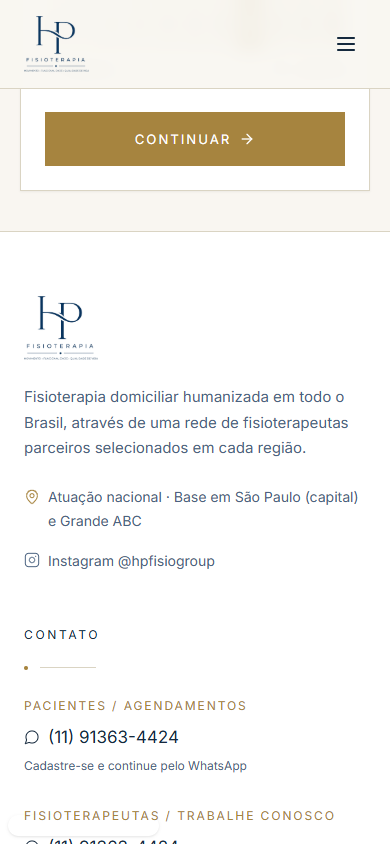 hp
FISIOTERAPIA
CONTINUAR
hp
FISIOTERAPIA
Fisioterapia domiciliar humanizada em todo o
Brasil, através de uma rede de fisioterapeutas
parceiros selecionados em cada região.
Atuação nacional · Base em São Paulo (capital)
e Grande ABC
Instagram @hpfisiogroup
CONTATO
PACIENTES / AGENDAMENTOS
(11) 91363-4424
Cadastre-se e continue pelo WhatsApp
FISIOTERAPEUTAS / TRABALHE CONOSCO